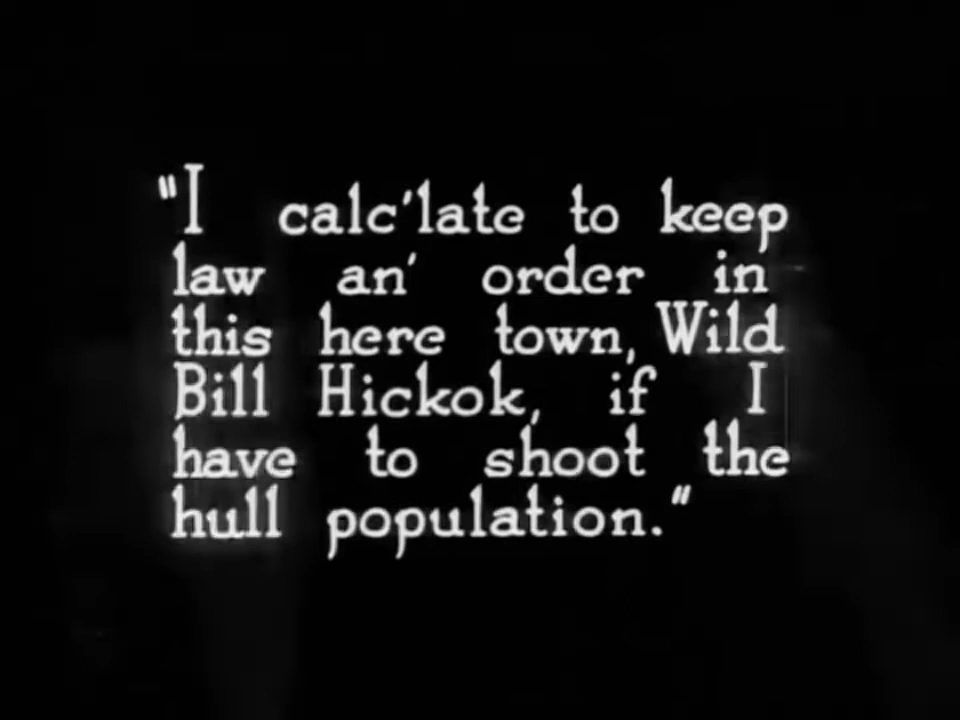 "I calc'late to keep
law an' order in
this here town, Wild
Bill Hickok, if I
have to shoot the
hull population."